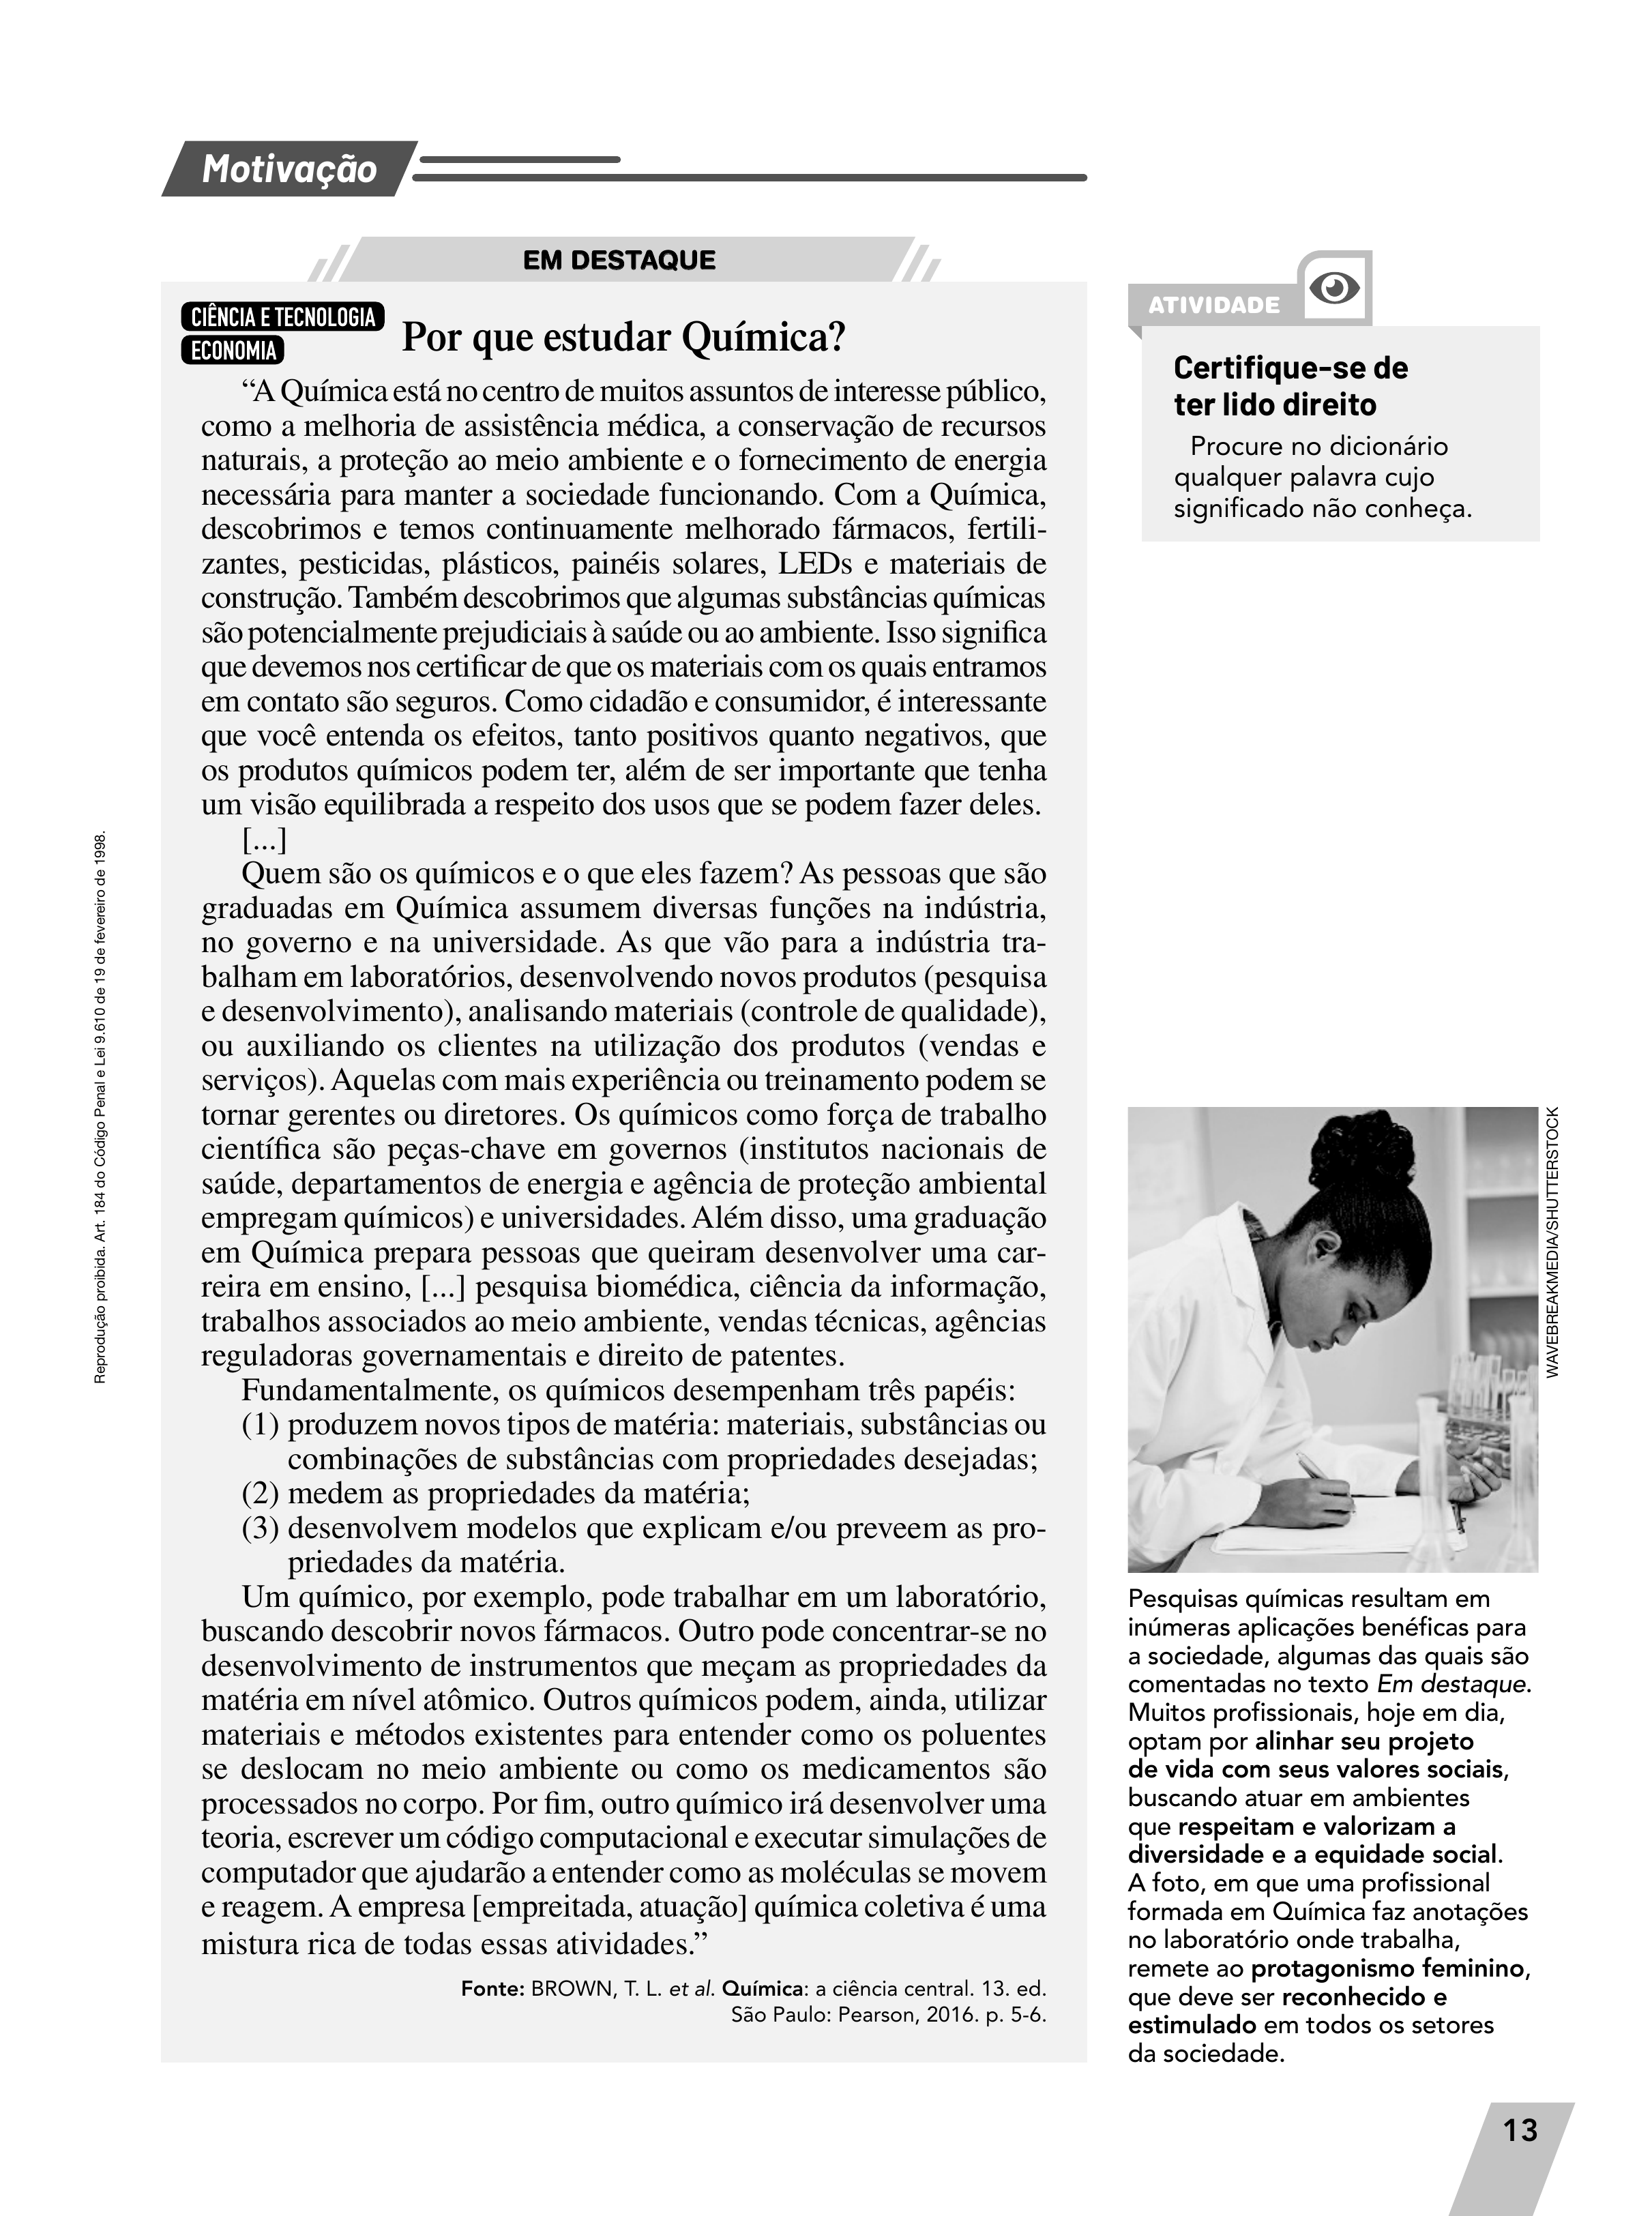 Motivação
EM DESTAQUE
CIÊNCIA E TECNOLOGIA
ECONOMIA
Por que estudar Química?
“A Química está no centro de muitos assuntos de interesse público,
como a melhoria de assistência médica, a conservação de recursos
naturais, a proteção ao meio ambiente e o fornecimento de energia
necessária para manter a sociedade funcionando. Com a Química,
descobrimos e temos continuamente melhorado fármacos, fertili-
zantes, pesticidas, plásticos, painéis solares, LEDs e materiais de
construção. Também descobrimos que algumas substâncias químicas
são potencialmente prejudiciais à saúde ou ao ambiente. Isso significa
que devemos nos certificar de que os materiais com os quais entramos
em contato são seguros. Como cidadão e consumidor, é interessante
que você entenda os efeitos, tanto positivos quanto negativos, que
os produtos químicos podem ter, além de ser importante que tenha
um visão equilibrada a respeito dos usos que se podem fazer deles.
[...]
Quem são os químicos e o que eles fazem? As pessoas que são
graduadas em Química assumem diversas funções na indústria,
no governo e na universidade. As que vão para a indústria tra-
balham em laboratórios, desenvolvendo novos produtos (pesquisa
e desenvolvimento), analisando materiais (controle de qualidade),
ou auxiliando os clientes na utilização dos produtos (vendas e
serviços). Aquelas com mais experiência ou treinamento podem se
tornar gerentes ou diretores. Os químicos como força de trabalho
científica são peças-chave em governos (institutos nacionais de
saúde, departamentos de energia e agência de proteção ambiental
empregam químicos) e universidades. Além disso, uma graduação
em Química prepara pessoas que queiram desenvolver uma car-
reira em ensino, [...] pesquisa biomédica, ciência da informação,
trabalhos associados ao meio ambiente, vendas técnicas, agências
reguladoras governamentais e direito de patentes.
Fundamentalmente, os químicos desempenham três papéis:
(1) produzem novos tipos de matéria: materiais, substâncias ou
combinações de substâncias com propriedades desejadas;
(2) medem as propriedades da matéria;
(3) desenvolvem modelos que explicam e/ou preveem as pro-
priedades da matéria.
Um químico, por exemplo, pode trabalhar em um laboratório,
buscando descobrir novos fármacos. Outro pode concentrar-se no
desenvolvimento de instrumentos que meçam as propriedades da
matéria em nível atômico. Outros químicos podem, ainda, utilizar
materiais e métodos existentes para entender como os poluentes
se deslocam no meio ambiente ou como os medicamentos são
processados no corpo. Por fim, outro químico irá desenvolver uma
teoria, escrever um código computacional e executar simulações de
computador que ajudarão a entender como as moléculas se movem
e reagem. A empresa [empreitada, atuação] química coletiva é uma
mistura rica de todas essas atividades.”
Fonte: BROWN, T. L. et al. Química: a ciência central. 13. ed.
São Paulo: Pearson, 2016. p. 5-6.
ATIVIDADE
Certifique-se de
ter lido direito
Procure no dicionário
qualquer palavra cujo
significado não conheça.
WAVEBREAKMEDIA/SHUTTERSTOCK
Pesquisas químicas resultam em
inúmeras aplicações benéficas para
a sociedade, algumas das quais são
comentadas no texto Em destaque.
Muitos profissionais, hoje em dia,
optam por alinhar seu projeto
de vida com seus valores sociais,
buscando atuar em ambientes
que respeitam e valorizam a
diversidade e a equidade social.
A foto, em que uma profissional
formada em Química faz anotações
no laboratório onde trabalha,
remete ao protagonismo feminino,
que deve ser reconhecido e
estimulado em todos os setores
da sociedade.
Reprodução proibida. Art. 184 do Código Penal e Lei 9.610 de 19 de fevereiro de 1998.
13